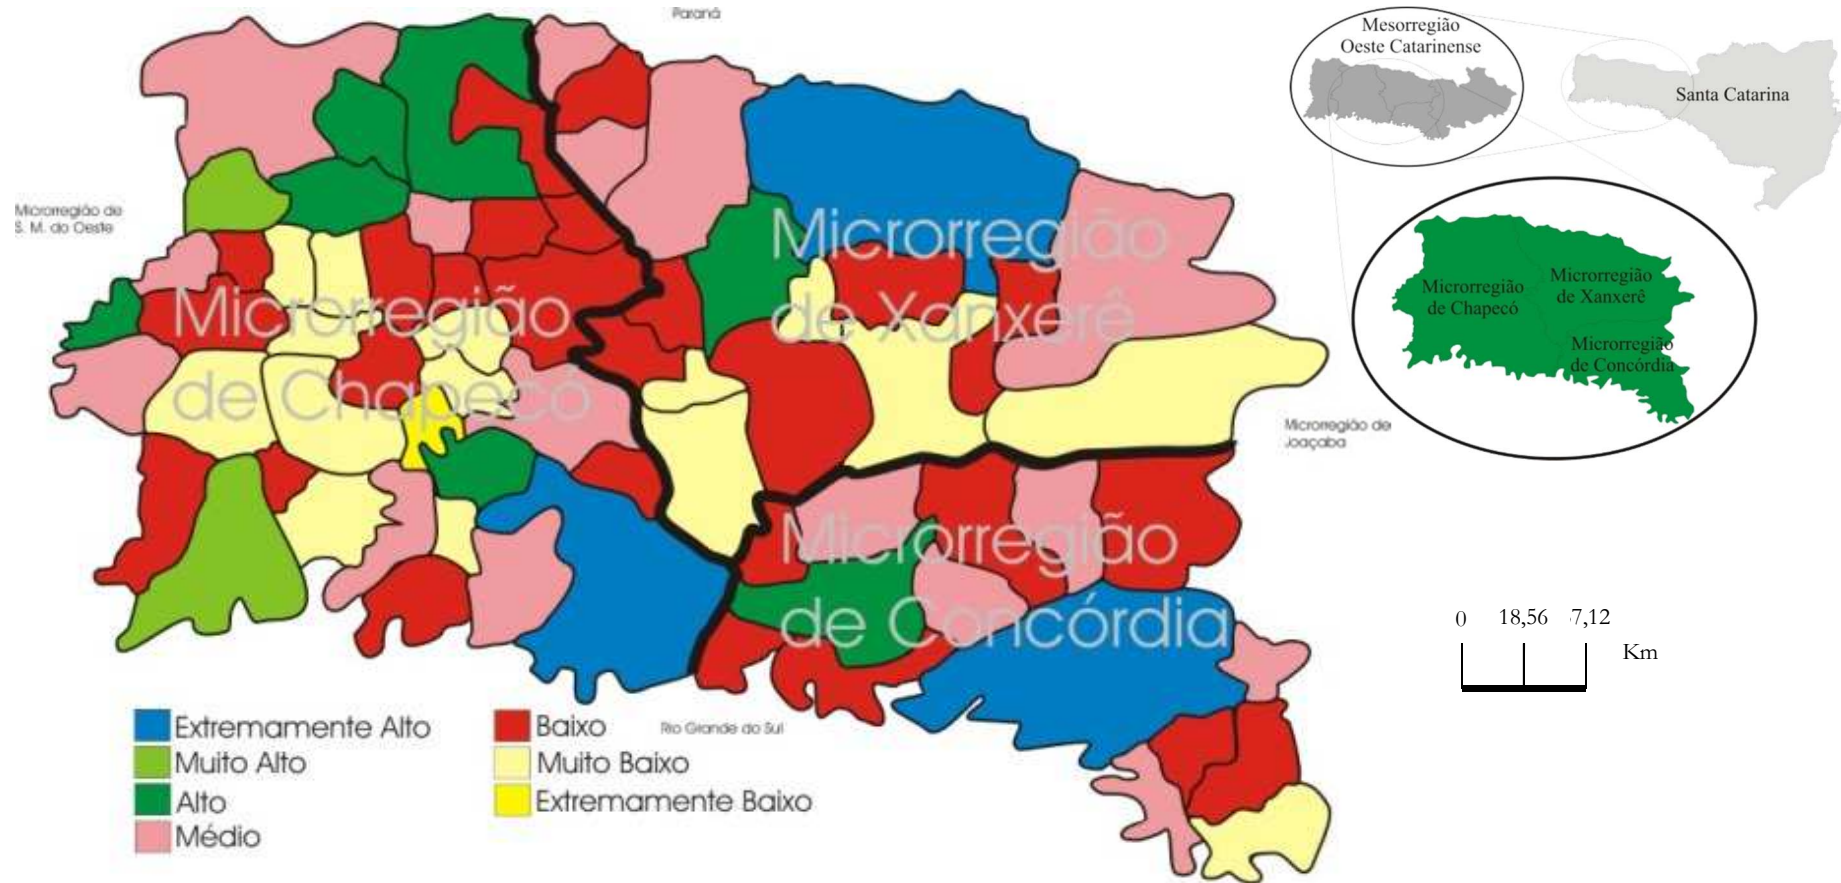 Paraná
Mesorregião
Oeste Catarinense
Santa Catarina
Microrregião de
S. M. do Oeste
Microrregião
de Xanxerê
Microrregião
de Chapecó
Microrregião
de Xanxerê
Microrregião
de Chapecó
Microrregião
de Concórdia
Microrregião de
Joaçaba
Microrregião
de Concórdia
0 18,56 7,12
Km
Rio Grande do Sul
Extremamente Alto
Muito Alto
Alto
Médio
Baixo
Muito Baixo
Extremamente Baixo